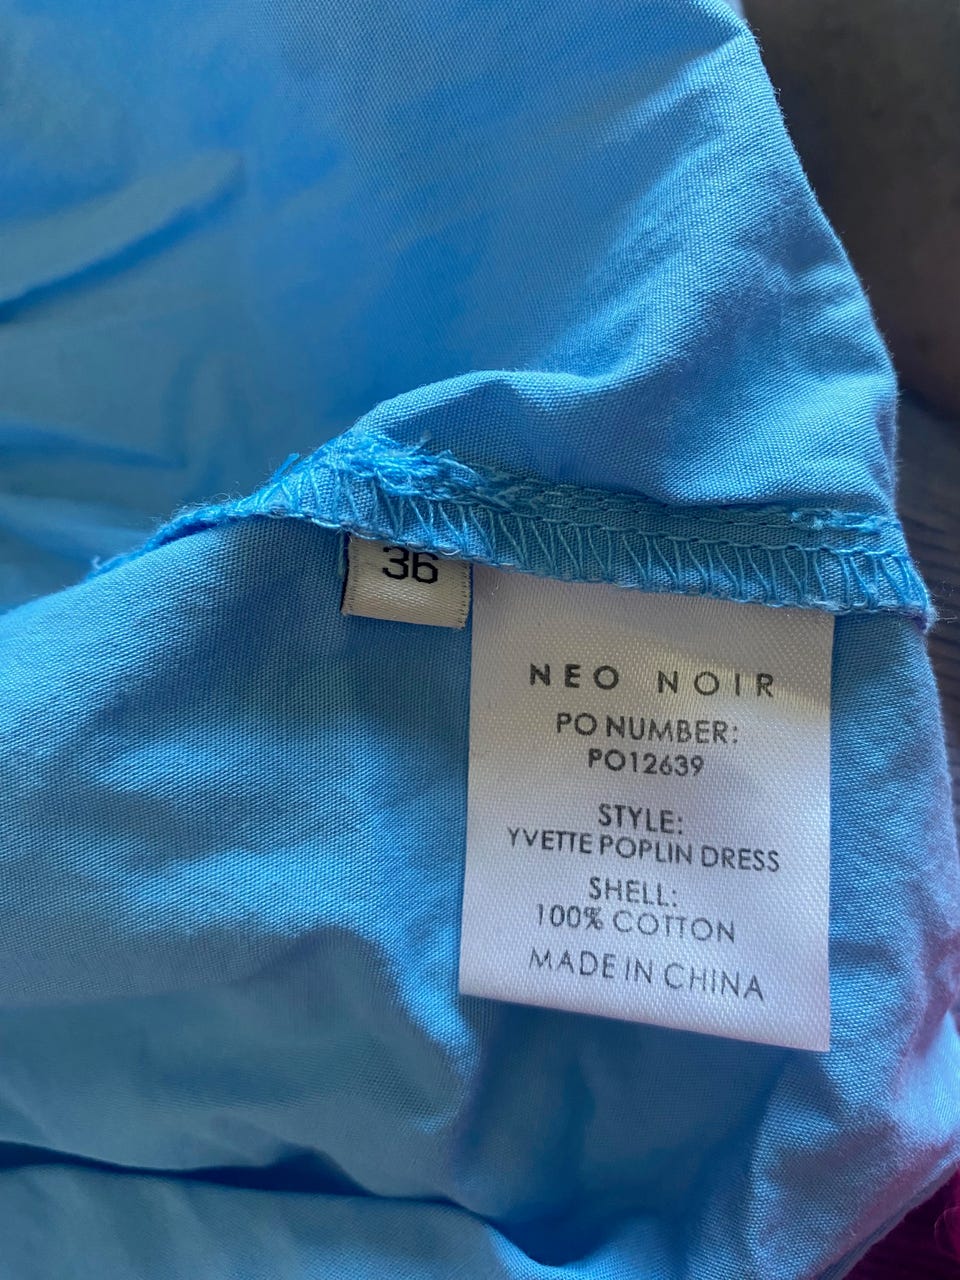 36
NEO NOIR
PO NUMBER:
PO12639
STYLE:
YVETTE POPLIN DRESS
SHELL:
100% COTTON
MADE IN CHINA